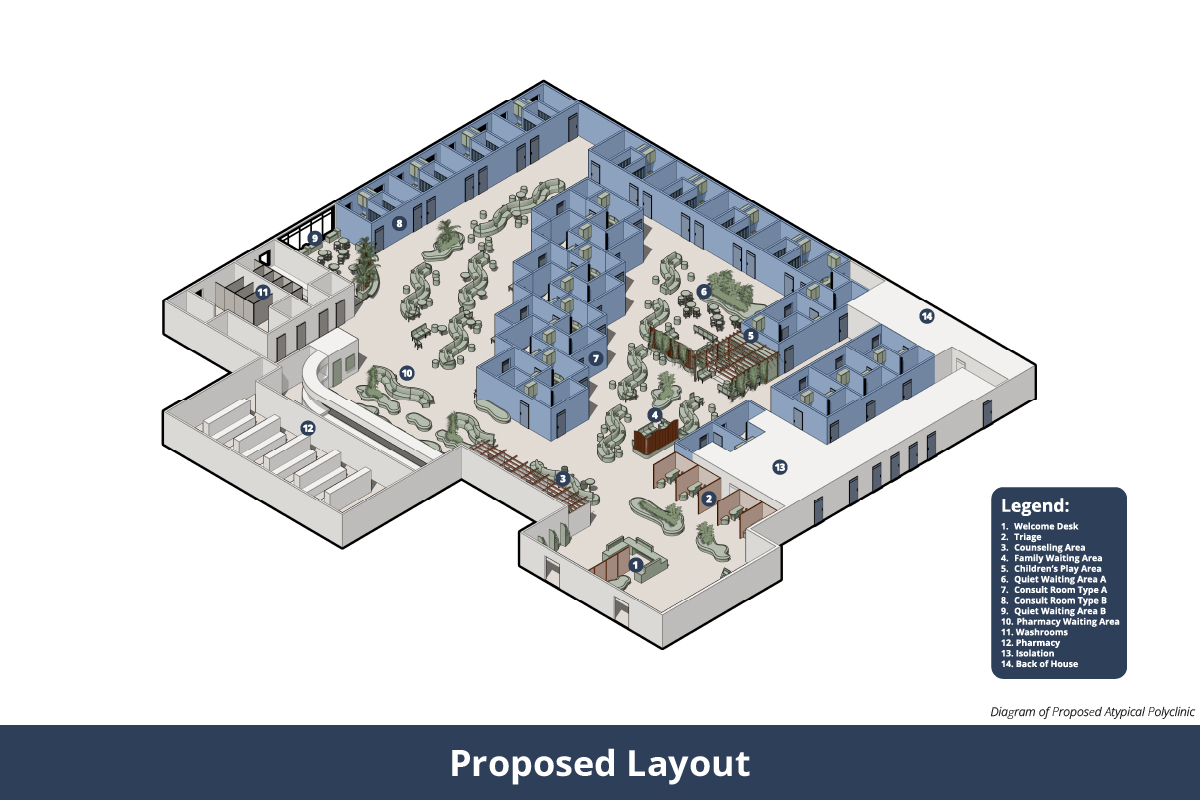 8
9
11
6
14
5
7
10
4
12
13
3
2
1
Legend:
1. Welcome Desk
2. Triage
3. Counseling Area
4. Family Waiting Area
5. Children's Play Area
6. Quiet Waiting Area A
7. Consult Room Type A
8. Consult Room Type B
9. Quiet Waiting Area B
10. Pharmacy Waiting Area
11. Washrooms
12. Pharmacy
13. Isolation
14. Back of House
Diagram of Proposed Atypical Polyclinic
Proposed Layout